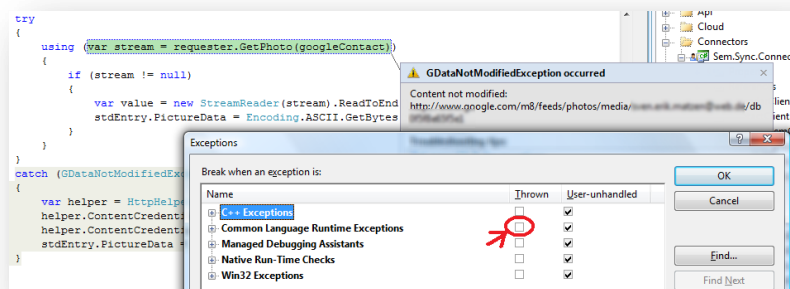 try
{
using (var stream = requester.GetPhoto(googleContact))
{
if (stream != null)
{
var value = new StreamReader(stream).ReadToEnd
stdEntry.PictureData = Encoding.ASCII.GetBytes
}
}
}
catch (GDataNotModifiedExc
{
var helper = HttpHelpe
helper.ContentCredenti
helper.ContentCredenti
stdEntry.PictureData =
}
Api
Cloud
Connectors
Sem.Sync.Connec
GDataNotModifiedException occurred
Content not modified:
http://www.google.com/m8/feeds/photos/media/ /db
Exceptions
Break when an exception is:
Name Thrown User-unhandled
C++ Exceptions
Common Language Runtime Exceptions
Managed Debugging Assistants
Native Run-Time Checks
Win32 Exceptions
OK
Cancel
Find...
Find Next